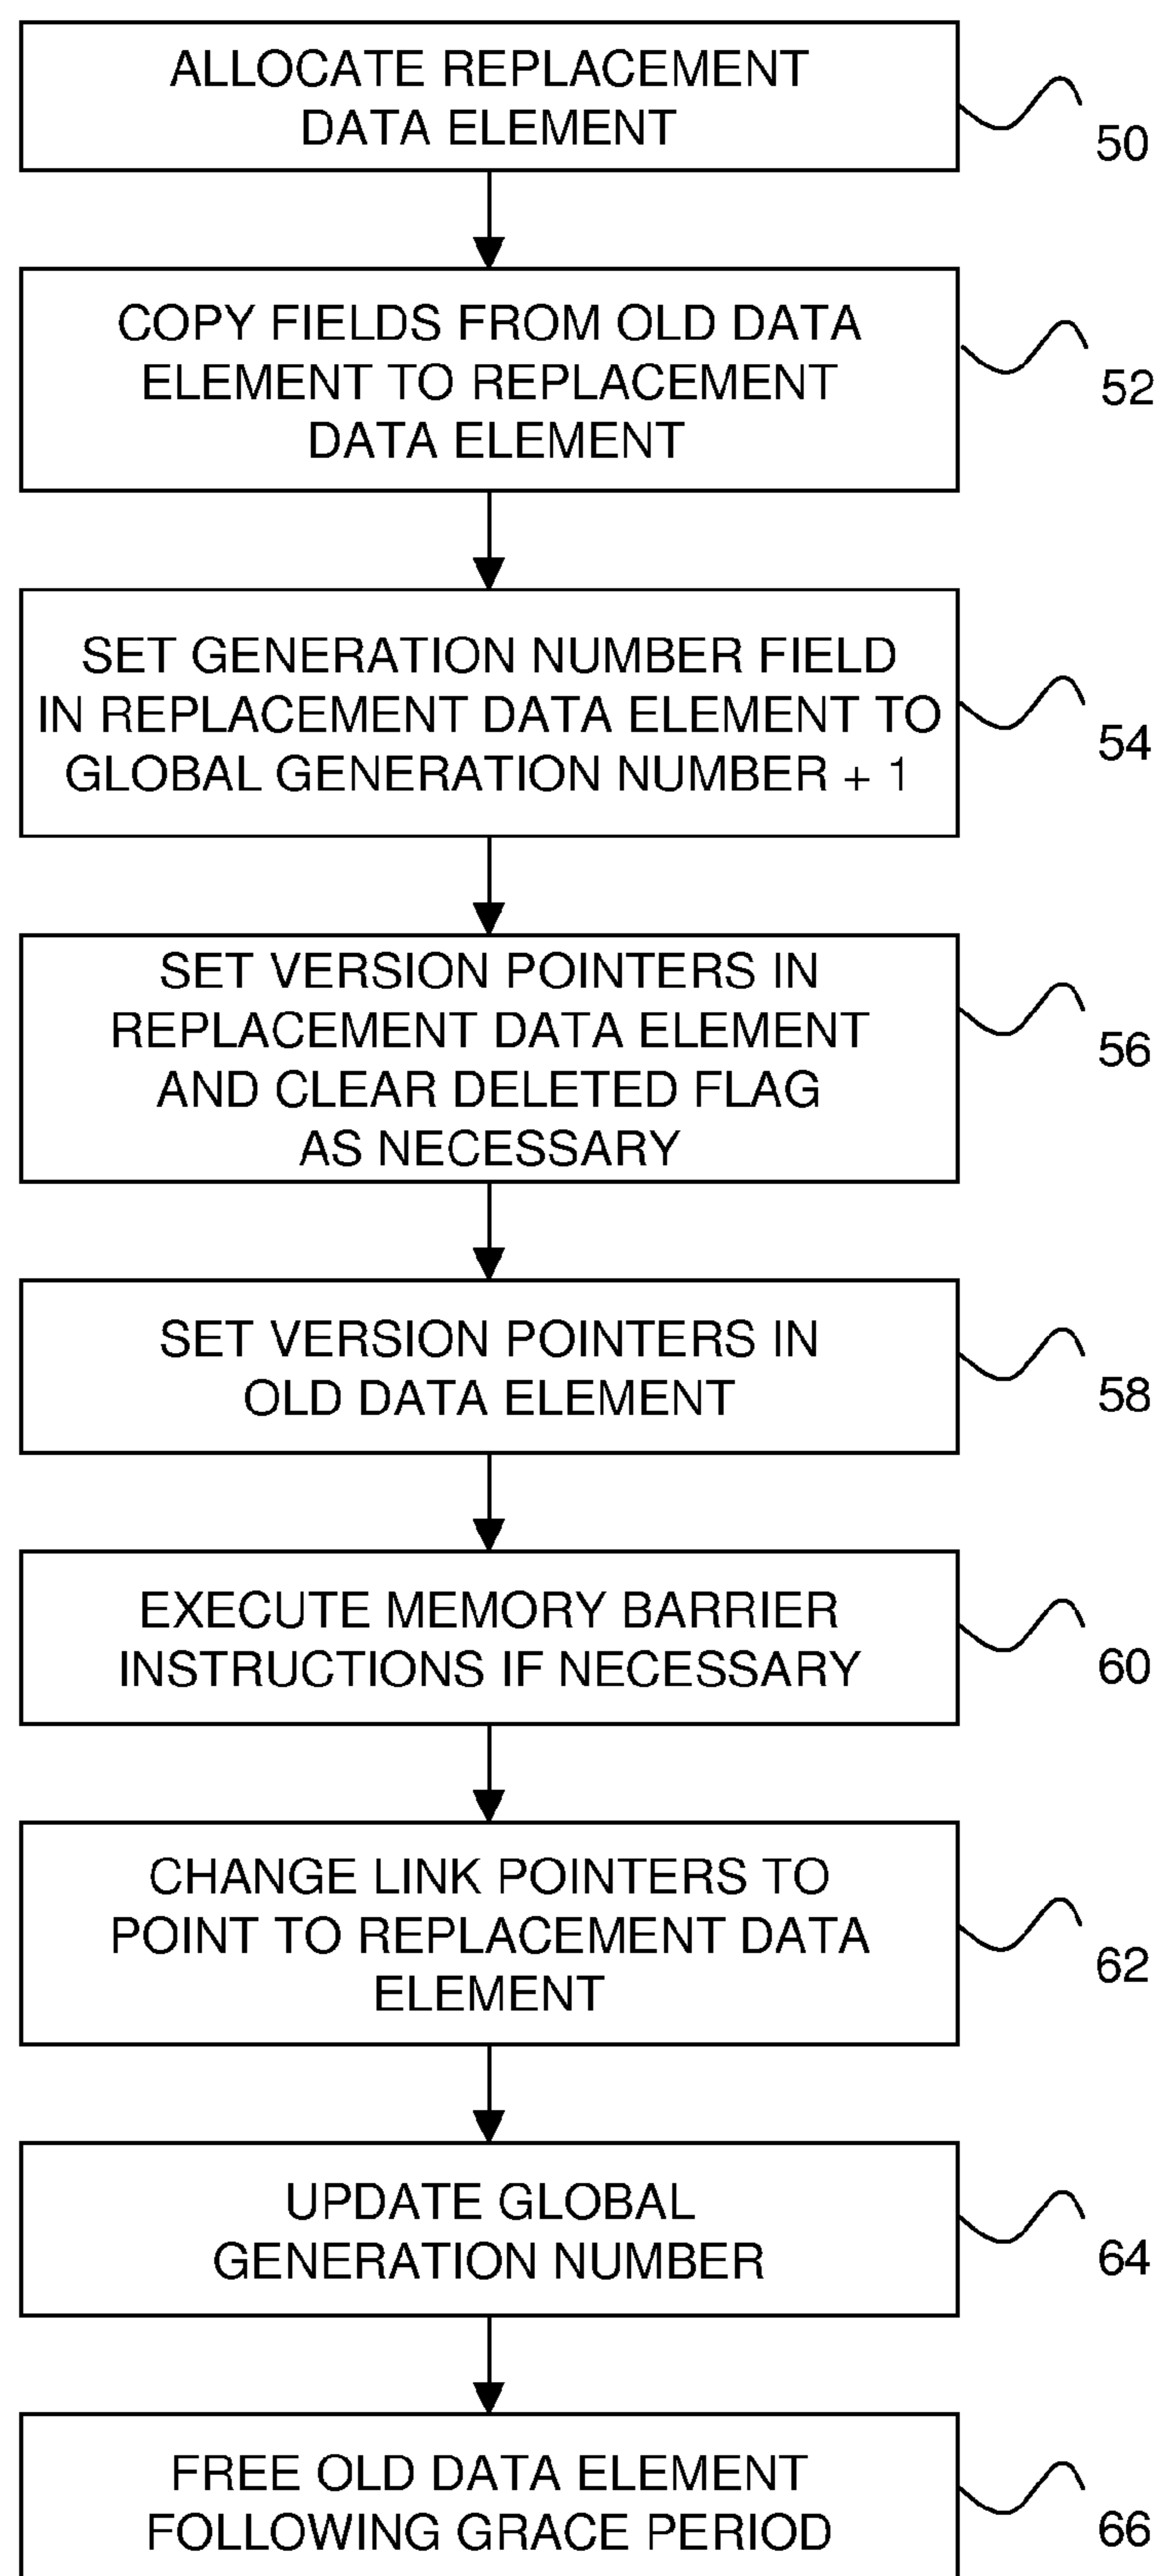 ALLOCATE REPLACEMENT
DATA ELEMENT
50
COPY FIELDS FROM OLD DATA
ELEMENT TO REPLACEMENT
DATA ELEMENT
52
SET GENERATION NUMBER FIELD
IN REPLACEMENT DATA ELEMENT TO
GLOBAL GENERATION NUMBER + 1
54
SET VERSION POINTERS IN
REPLACEMENT DATA ELEMENT
AND CLEAR DELETED FLAG
AS NECESSARY
56
SET VERSION POINTERS IN
OLD DATA ELEMENT
58
EXECUTE MEMORY BARRIER
INSTRUCTIONS IF NECESSARY
60
CHANGE LINK POINTERS TO
POINT TO REPLACEMENT DATA
ELEMENT
62
UPDATE GLOBAL
GENERATION NUMBER
64
FREE OLD DATA ELEMENT
FOLLOWING GRACE PERIOD
66